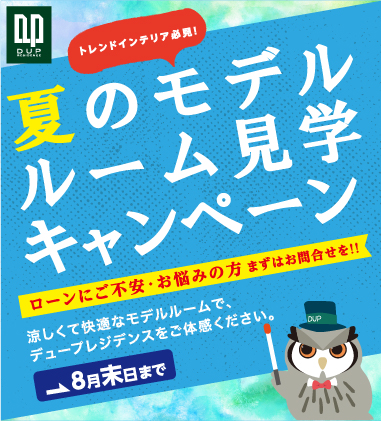 D.U.P
トレンドインテリア必見!
夏のモデル
ルーム見学
キャンペーン
ローンにご不安・お悩みの方 まずはお問合せを!!
涼しくて快適なモデルルームで、
デュープレジデンスをご体感ください。
8月末日まで
DUP